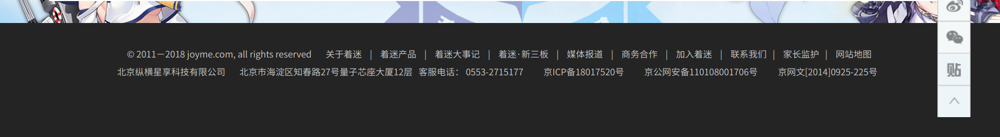 © 2011－2018 joyme.com, all rights reserved 关于着迷 | 着迷产品 | 着迷大事记 | 着迷·新三板 | 媒体报道 | 商务合作 | 加入着迷 | 联系我们 | 家长监护 | 网站地图
北京纵横星享科技有限公司 北京市海淀区知春路27号量子芯座大厦12层 客服电话： 0553-2715177 京ICP备18017520号 京公网安备110108001706号 京网文[2014]0925-225号
贴